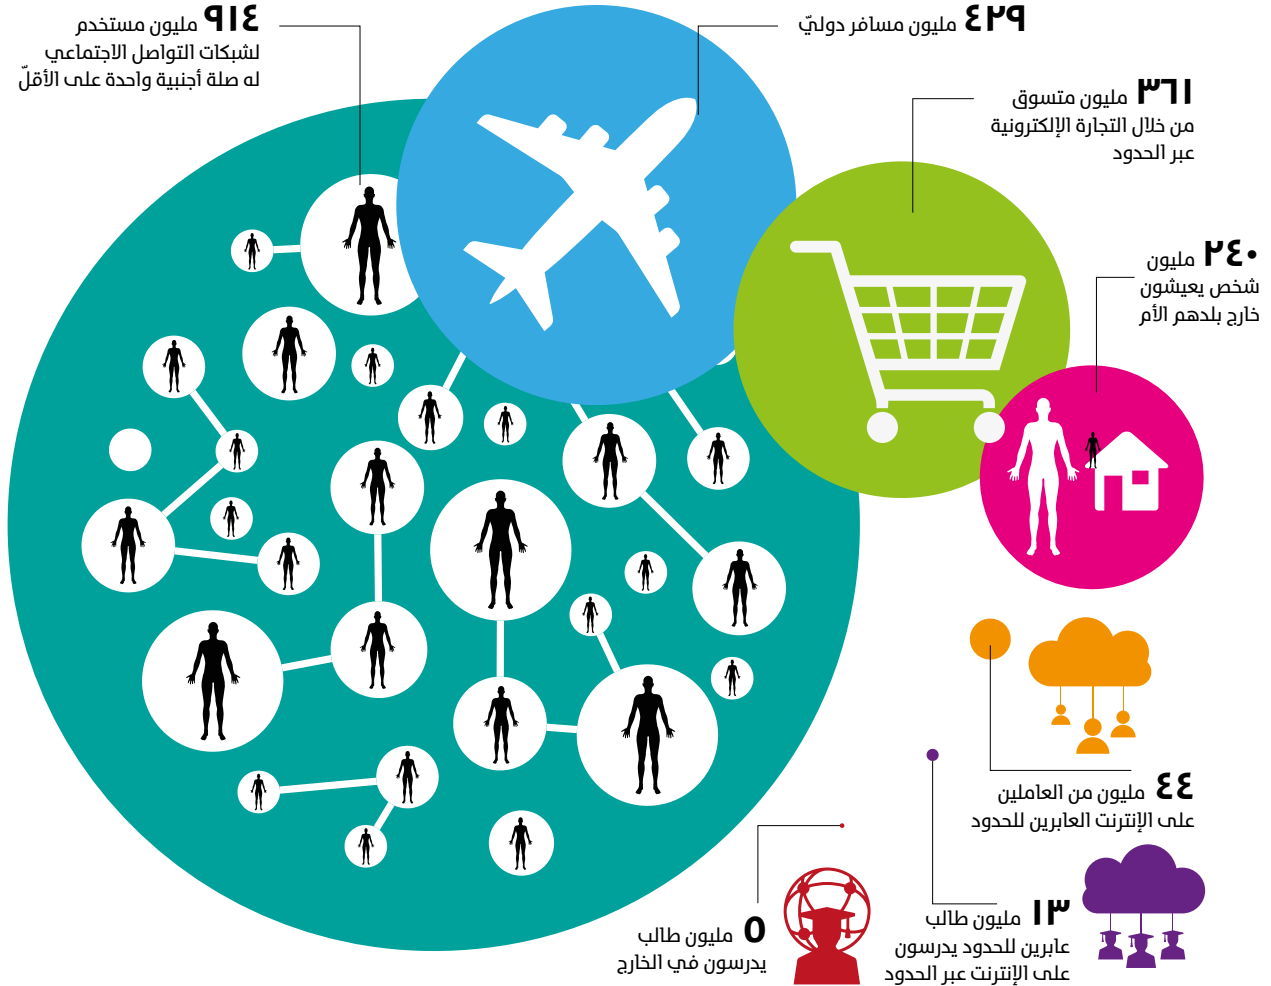 ٩١٤ مليون مستخدم
لشبكات التواصل الاجتماعي
له صلة أجنبية واحدة على الأقلّ
٤٢٩ مليون مسافر دوليّ
٣٦١ مليون متسوق
من خلال التجارة الإلكترونية
عبر الحدود
٢٤٠ مليون
شخص يعيشون
خارج بلدهم الأم
٤٤ مليون من العاملين
على الإنترنت العابرين للحدود
١٣ مليون طالب
عابرين للحدود يدرسون
على الإنترنت عبر الحدود
٥ مليون طالب
يدرسون في الخارج